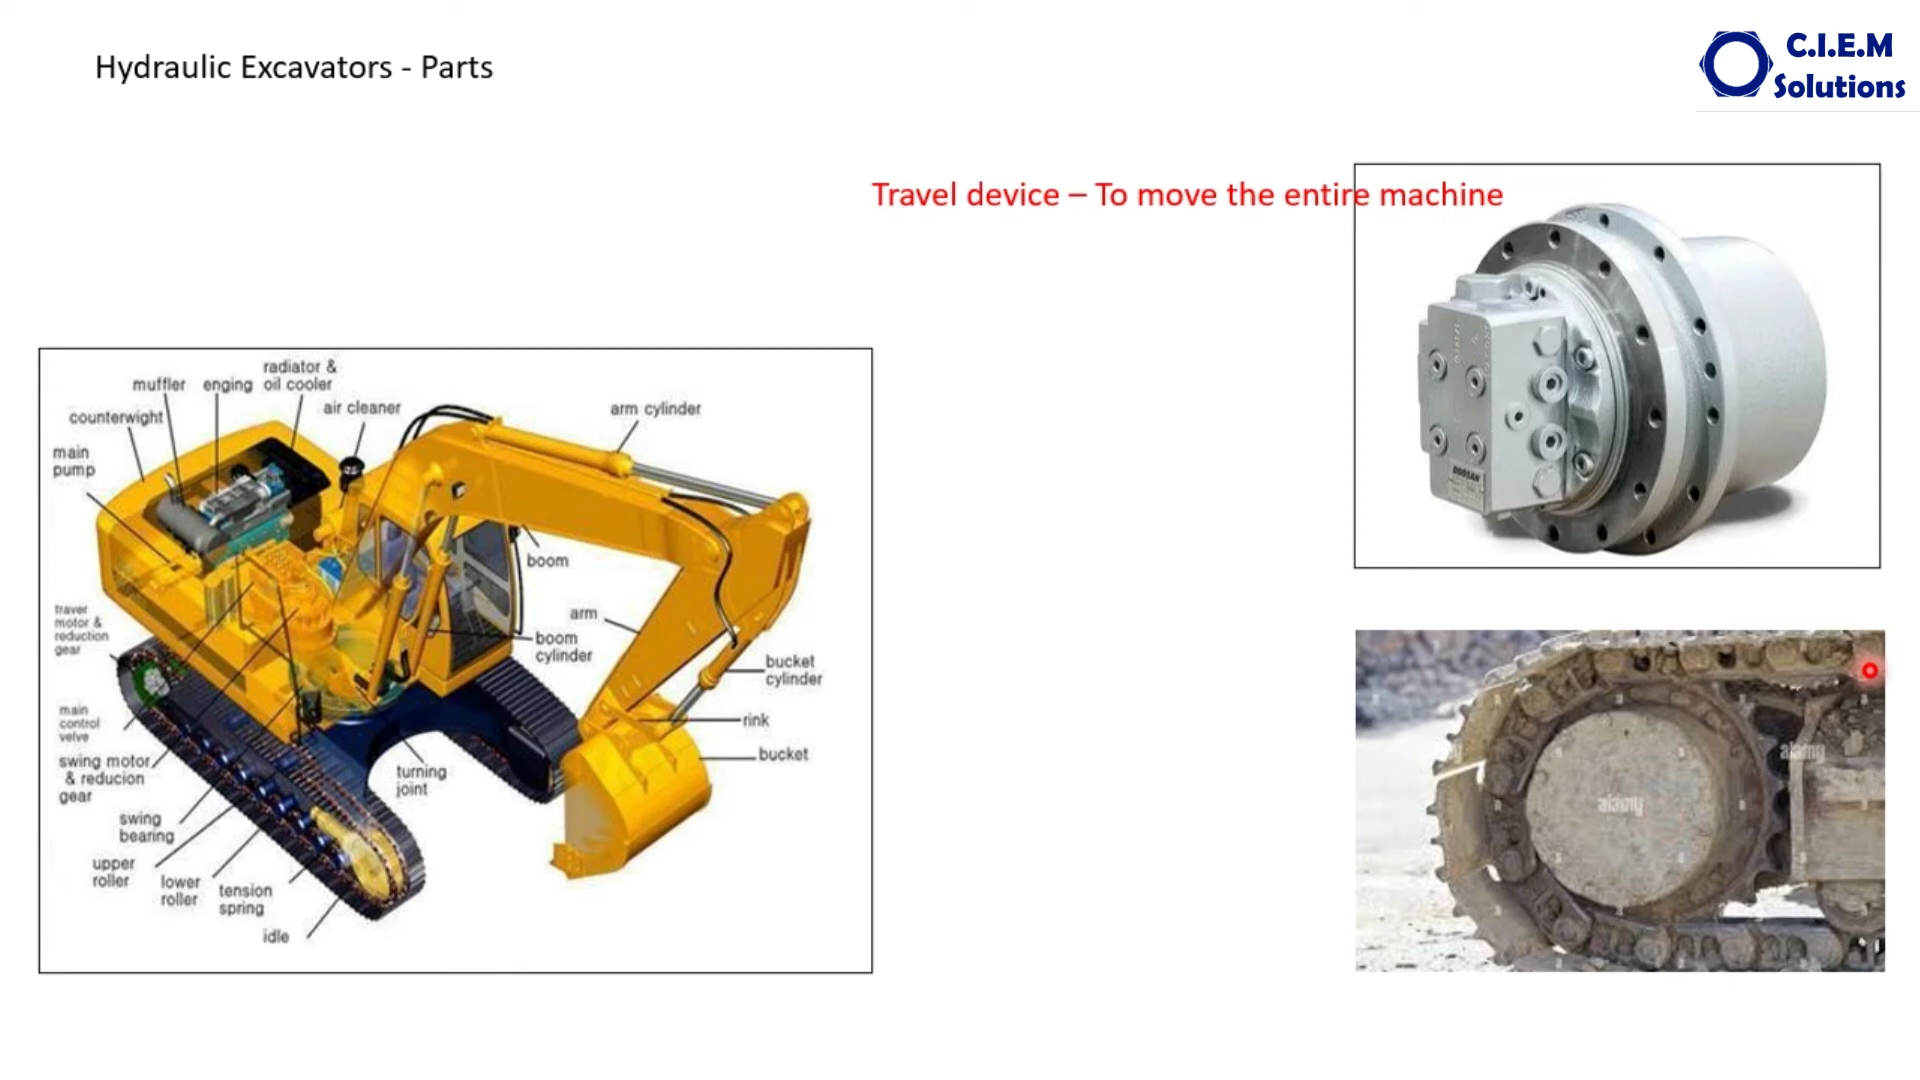 Hydraulic Excavators - Parts
C.I.E.M
Solutions
Travel device – To move the entire machine
radiator &
oil cooler
muffler
enging
air cleaner
counterwight
arm cylinder
main
pump
boom
arm
traver
motor &
reduction
gear
boom
cylinder
bucket
cylinder
main
control
velve
rink
swing motor
& reducion
gear
bucket
turning
joint
swing
bearing
upper
roller
lower
roller
tension
spring
idle
DOOSAN
alamy
alamy